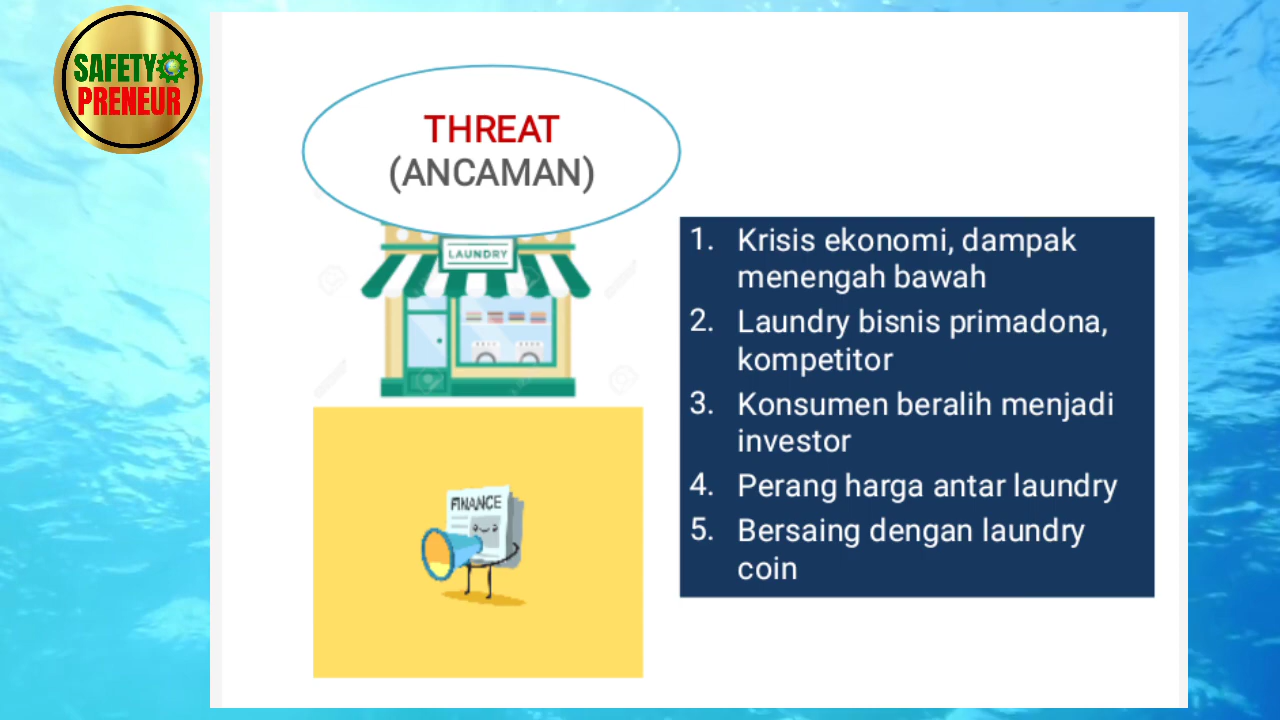 SAFETY
PRENEUR
THREAT
(ANCAMAN)
LAUNDRY
FINANCE
1. Krisis ekonomi, dampak
menengah bawah
2. Laundry bisnis primadona,
kompetitor
3. Konsumen beralih menjadi
investor
4. Perang harga antar laundry
5. Bersaing dengan laundry
coin